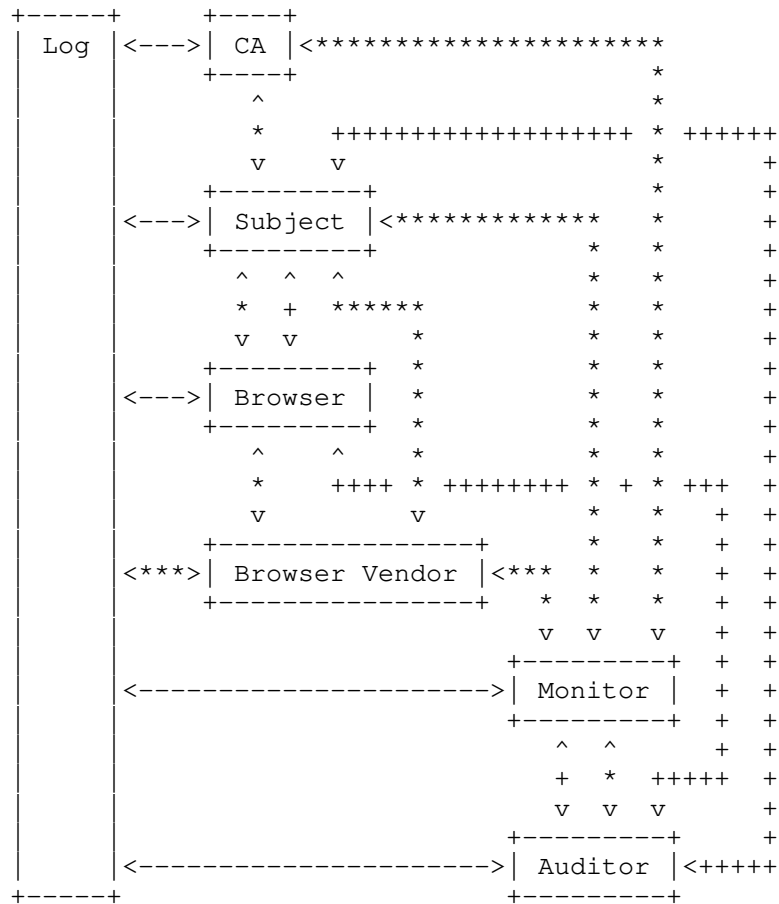 Log
CA
Subject
Browser
Browser Vendor
Monitor
Auditor